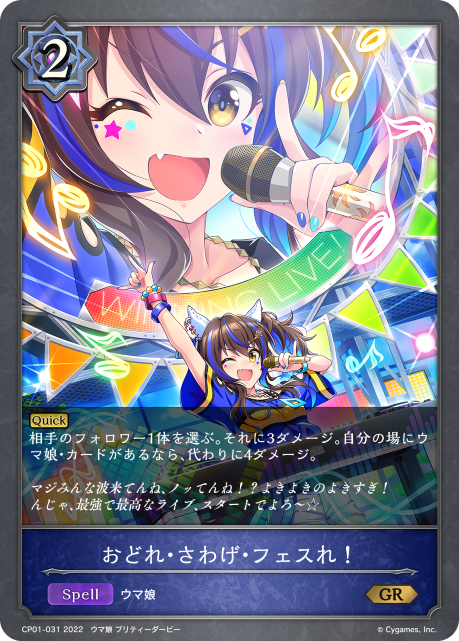 2
WINNING LIVE!
Quick
相手のフォロワー1体を選ぶ。それに3ダメージ。自分の場にウ
マ娘・カードがあるなら、代わりに4ダメージ。
マジみんな波来てんね、ノッてんね!?よきよきのよきすぎ!
んじゃ、最強で最高なライブ、スタートでよろ~☆
おどれ・さわげ・フェスれ!
Spell ウマ娘 GR
CP01-031 2022 ウマ娘 プリティーダービー © Cygames, Inc.